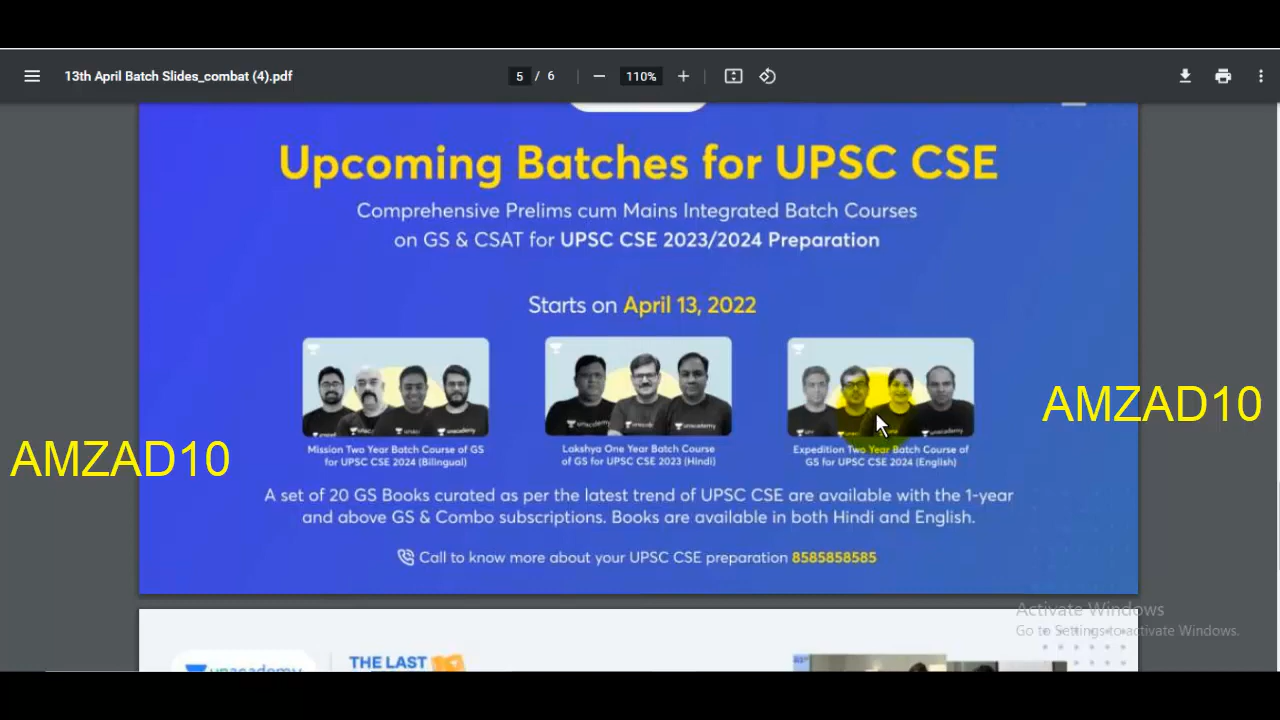 13th April Batch Slides_combat (4).pdf
5 / 6
110%
Upcoming Batches for UPSC CSE
Comprehensive Prelims cum Mains Integrated Batch Courses
on GS & CSAT for UPSC CSE 2023/2024 Preparation
Starts on April 13, 2022
Mission Two Year Batch Course of GS
for UPSC CSE 2024 (Bilingual)
Lakshya One Year Batch Course
of GS for UPSC CSE 2023 (Hindi)
Expedition Two Year Batch Course of
GS for UPSC CSE 2024 (English)
AMZAD10
AMZAD10
A set of 20 GS Books curated as per the latest trend of UPSC CSE are available with the 1-year
and above GS & Combo subscriptions. Books are available in both Hindi and English.
Call to know more about your UPSC CSE preparation 8585858585
Activate Windows
Go to Settings to activate Windows.
unacademy
THE LAST